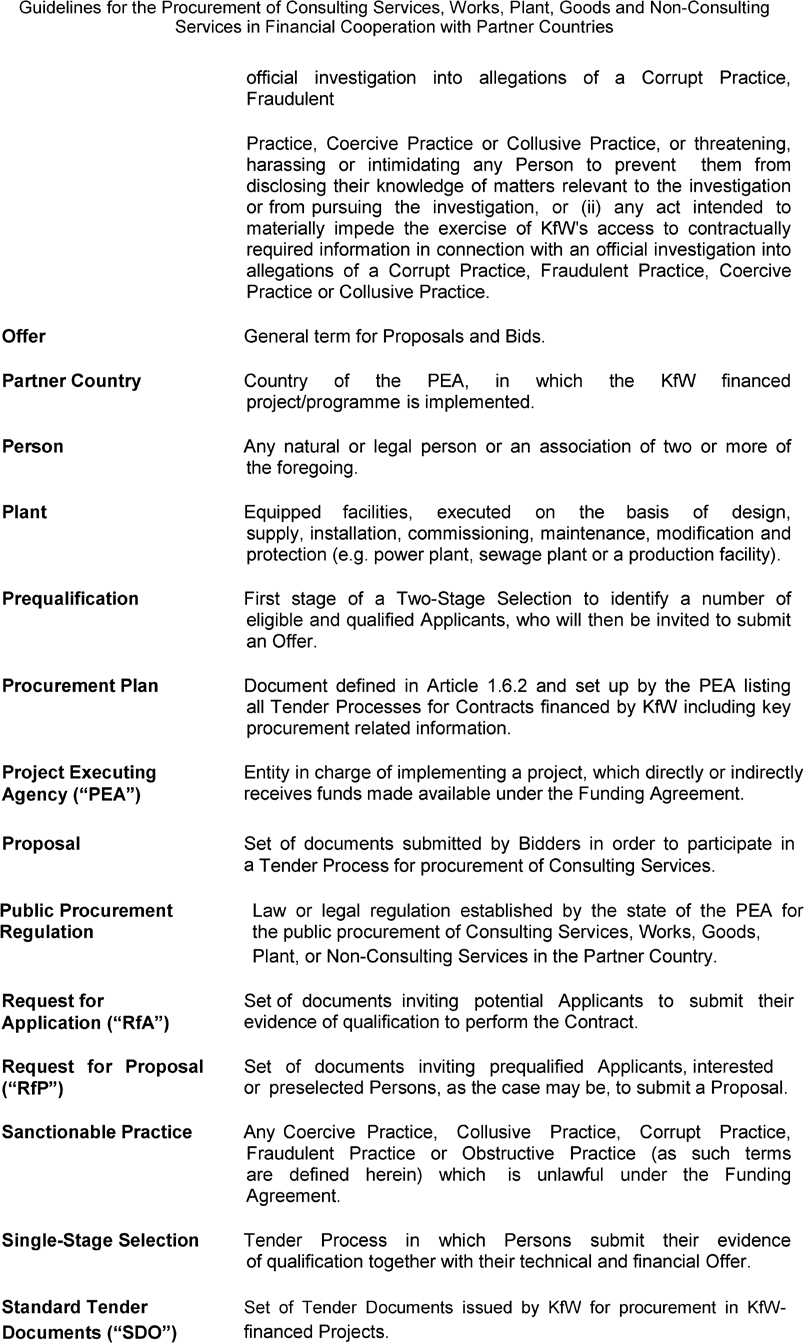 Guidelines for the Procurement of Consulting Services, Works, Plant, Goods and Non-Consulting
Services in Financial Cooperation with Partner Countries
official investigation into allegations of a Corrupt Practice,
Fraudulent
Practice, Coercive Practice or Collusive Practice, or threatening,
harassing or intimidating any Person to prevent them from
disclosing their knowledge of matters relevant to the investigation
or from pursuing the investigation, or (ii) any act intended to
materially impede the exercise of KfW's access to contractually
required information in connection with an official investigation into
allegations of a Corrupt Practice, Fraudulent Practice, Coercive
Practice or Collusive Practice.
Offer General term for Proposals and Bids.
Partner Country Country of the PEA, in which the KfW financed
project/programme is implemented.
Person Any natural or legal person or an association of two or more of
the foregoing.
Plant Equipped facilities, executed on the basis of design,
supply, installation, commissioning, maintenance, modification and
protection (e.g. power plant, sewage plant or a production facility).
Prequalification First stage of a Two-Stage Selection to identify a number of
eligible and qualified Applicants, who will then be invited to submit
an Offer.
Procurement Plan Document defined in Article 1.6.2 and set up by the PEA listing
all Tender Processes for Contracts financed by KfW including key
procurement related information.
Project Executing Entity in charge of implementing a project, which directly or indirectly
Agency (“PEA”) receives funds made available under the Funding Agreement.
Proposal Set of documents submitted by Bidders in order to participate in
a Tender Process for procurement of Consulting Services.
Public Procurement Law or legal regulation established by the state of the PEA for
Regulation the public procurement of Consulting Services, Works, Goods,
Plant, or Non-Consulting Services in the Partner Country.
Request for Set of documents inviting potential Applicants to submit their
Application (“RfA”) evidence of qualification to perform the Contract.
Request for Proposal Set of documents inviting prequalified Applicants, interested
(“RfP”) or preselected Persons, as the case may be, to submit a Proposal.
Sanctionable Practice Any Coercive Practice, Collusive Practice, Corrupt Practice,
Fraudulent Practice or Obstructive Practice (as such terms
are defined herein) which is unlawful under the Funding
Agreement.
Single-Stage Selection Tender Process in which Persons submit their evidence
of qualification together with their technical and financial Offer.
Standard Tender Set of Tender Documents issued by KfW for procurement in KfW-
Documents (“SDO”) financed Projects.